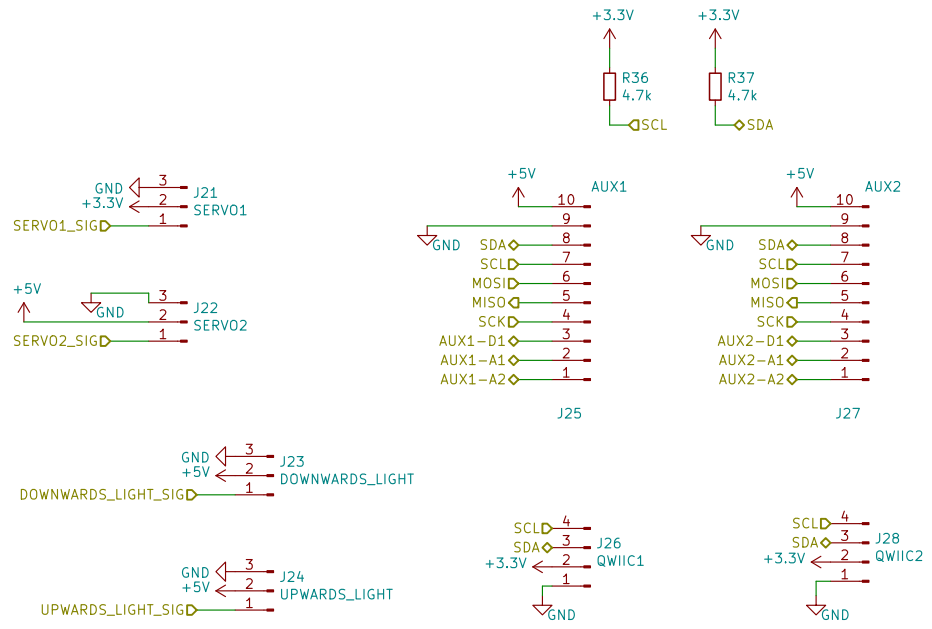 +3.3V
R36
4.7k
SCL
+3.3V
R37
4.7k
SDA
GND
3
J21
+3.3V
2
SERVO1
SERVO1_SIG
1
+5V
GND
3
J22
2
SERVO2
SERVO2_SIG
1
GND
3
J23
+5V
2
DOWNWARDS_LIGHT
DOWNWARDS_LIGHT_SIG
1
GND
3
J24
+5V
2
UPWARDS_LIGHT
UPWARDS_LIGHT_SIG
1
+5V
AUX1
10
9
GND
SDA
8
SCL
7
MOSI
6
MISO
5
SCK
4
AUX1-D1
3
AUX1-A1
2
AUX1-A2
1
J25
+5V
AUX2
10
9
GND
SDA
8
SCL
7
MOSI
6
MISO
5
SCK
4
AUX2-D1
3
AUX2-A1
2
AUX2-A2
1
J27
SCL
4
SDA
3
J26
+3.3V
2
QWIIC1
1
GND
SCL
4
SDA
3
J28
+3.3V
2
QWIIC2
1
GND